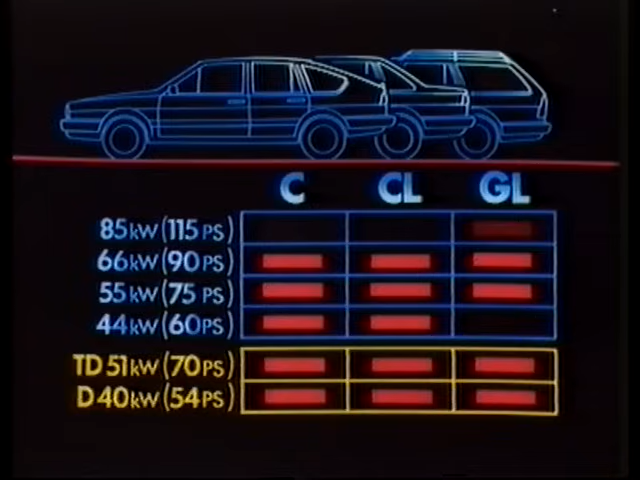 C CL GL
85kW (115 PS)
66kW (90 PS)
55kW (75 PS)
44kW (60 PS)
TD 51kW (70 PS)
D 40kW (54 PS)